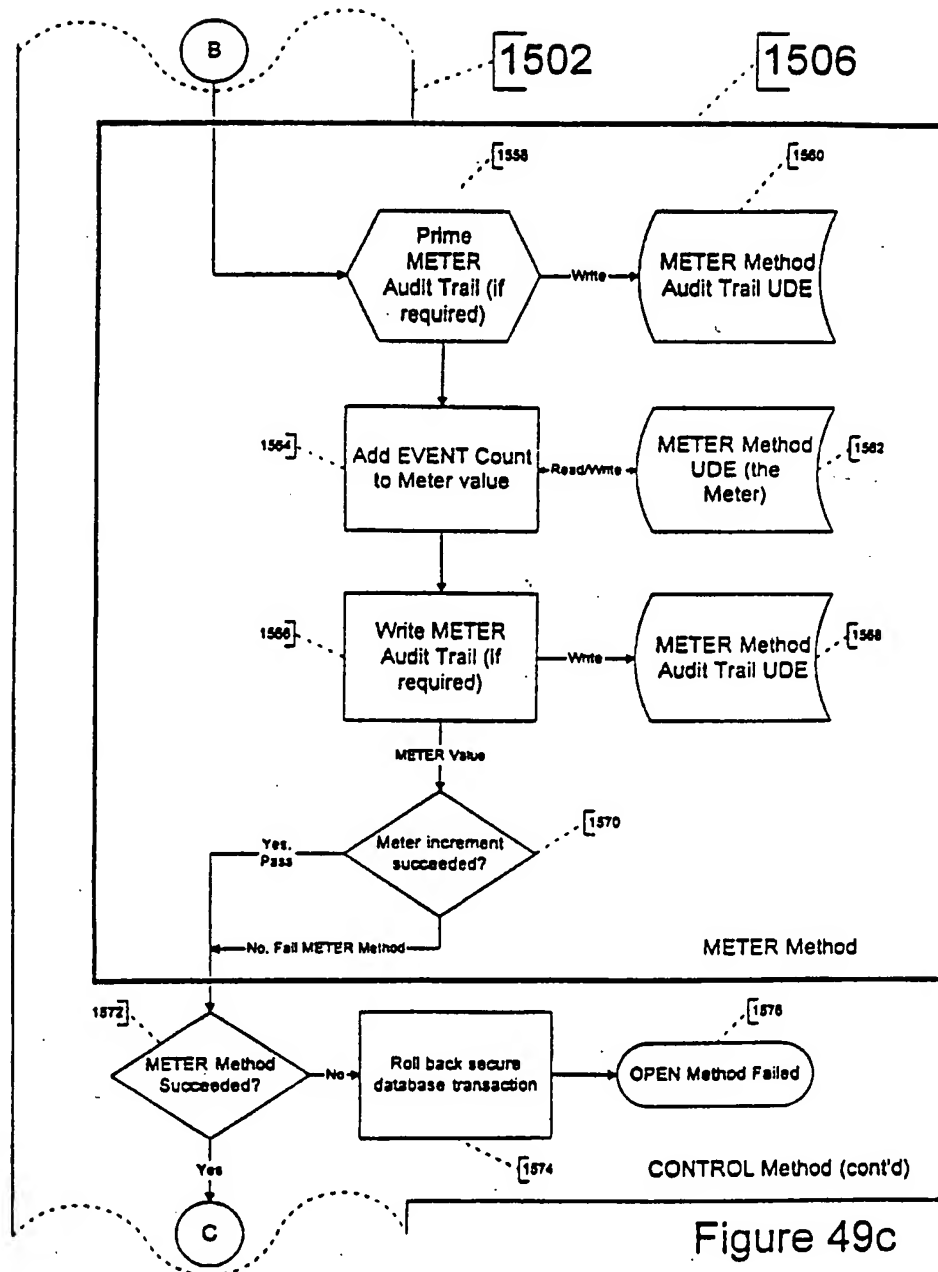 B
1502
1506
1558
1560
Prime
METER
Audit Trail (if
required)
Write
METER Method
Audit Trail UDE
1564
Add EVENT Count
to Meter value
Read/Write
METER Method
UDE (the
Meter)
1562
1566
Write METER
Audit Trail (if
required)
Write
METER Method
Audit Trail UDE
1568
METER Value
Meter increment
succeeded?
1570
Yes,
Pass
No, Fail METER Method
METER Method
1572
METER Method
Succeeded?
No
Roll back secure
database transaction
1574
OPEN Method Failed
1576
Yes
CONTROL Method (cont'd)
C
Figure 49c